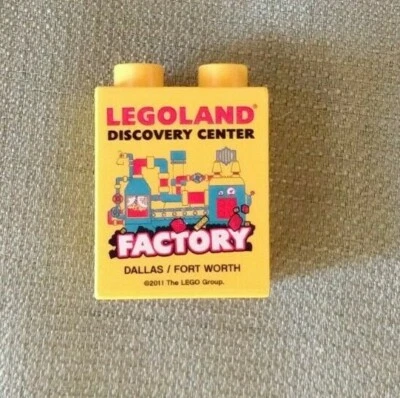 LEGOLAND®
DISCOVERY CENTER
FACTORY
DALLAS / FORT WORTH
©2011 The LEGO Group.